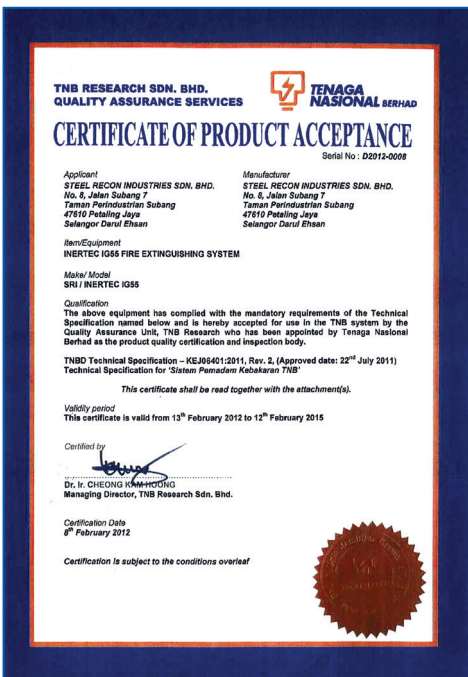 TNB RESEARCH SDN. BHD.
QUALITY ASSURANCE SERVICES
TENAGA
NASIONAL BERHAD
CERTIFICATE OF PRODUCT ACCEPTANCE
Serial No : D2012-0008
Applicant
STEEL RECON INDUSTRIES SDN. BHD.
No. 8, Jalan Subang 7
Taman Perindustrian Subang
47610 Petaling Jaya
Selangor Darul Ehsan
Manufacturer
STEEL RECON INDUSTRIES SDN. BHD.
No. 8, Jalan Subang 7
Taman Perindustrian Subang
47610 Petaling Jaya
Selangor Darul Ehsan
Item/Equipment
INERTEC IG55 FIRE EXTINGUISHING SYSTEM
Make/ Model
SRI / INERTEC IG55
Qualification
The above equipment has complied with the mandatory requirements of the Technical
Specification named below and is hereby accepted for use in the TNB system by the
Quality Assurance Unit, TNB Research who has been appointed by Tenaga Nasional
Berhad as the product quality certification and inspection body.
TNBD Technical Specification – KEJ06401:2011, Rev. 2, (Approved date: 22nd July 2011)
Technical Specification for 'Sistem Pemadam Kebakaran TNB'
This certificate shall be read together with the attachment(s).
Validity period
This certificate is valid from 13th February 2012 to 12th February 2015
Certified by
Dr. Ir. CHEONG KAM HOONG
Managing Director, TNB Research Sdn. Bhd.
Certification Date
8th February 2012
Certification is subject to the conditions overleaf